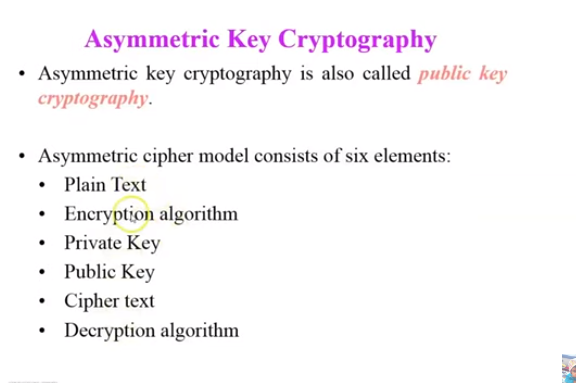 Asymmetric Key Cryptography
• Asymmetric key cryptography is also called public key
cryptography.
• Asymmetric cipher model consists of six elements:
• Plain Text
• Encryption algorithm
• Private Key
• Public Key
• Cipher text
• Decryption algorithm